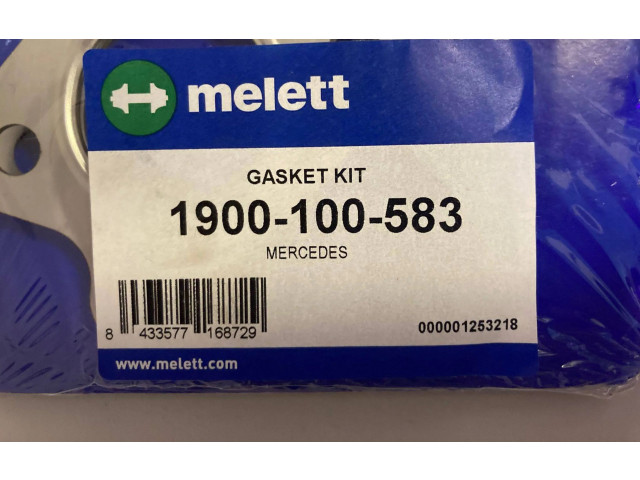 melett
GASKET KIT
1900-100-583
MERCEDES
8 433577 168729
000001253218
www.melett.com